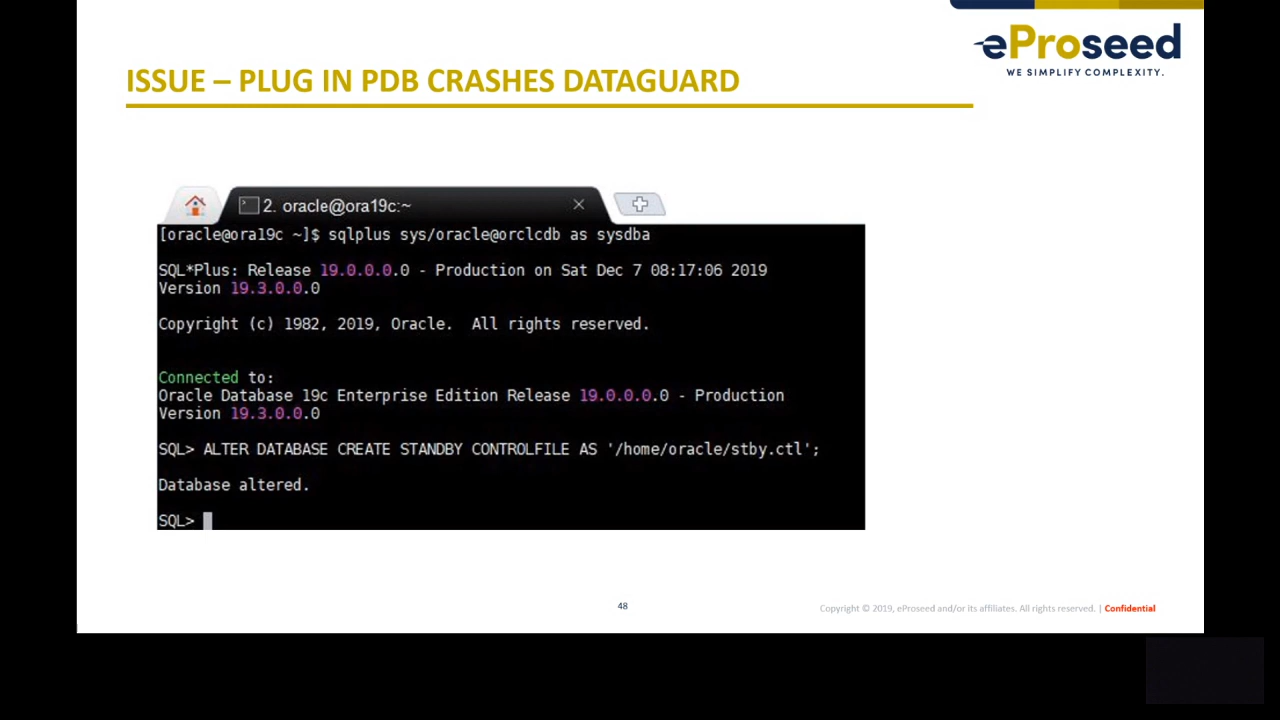 eProseed
WE SIMPLIFY COMPLEXITY.
ISSUE – PLUG IN PDB CRASHES DATAGUARD
2. oracle@ora19c:~
[oracle@ora19c ~]$ sqlplus sys/oracle@orclcdb as sysdba
SQL*Plus: Release 19.0.0.0.0 - Production on Sat Dec 7 08:17:06 2019
Version 19.3.0.0.0
Copyright (c) 1982, 2019, Oracle.  All rights reserved.
Connected to:
Oracle Database 19c Enterprise Edition Release 19.0.0.0.0 - Production
Version 19.3.0.0.0
SQL> ALTER DATABASE CREATE STANDBY CONTROLFILE AS '/home/oracle/stby.ctl';
Database altered.
SQL>
48
Copyright © 2019, eProseed and/or its affiliates. All rights reserved. | Confidential